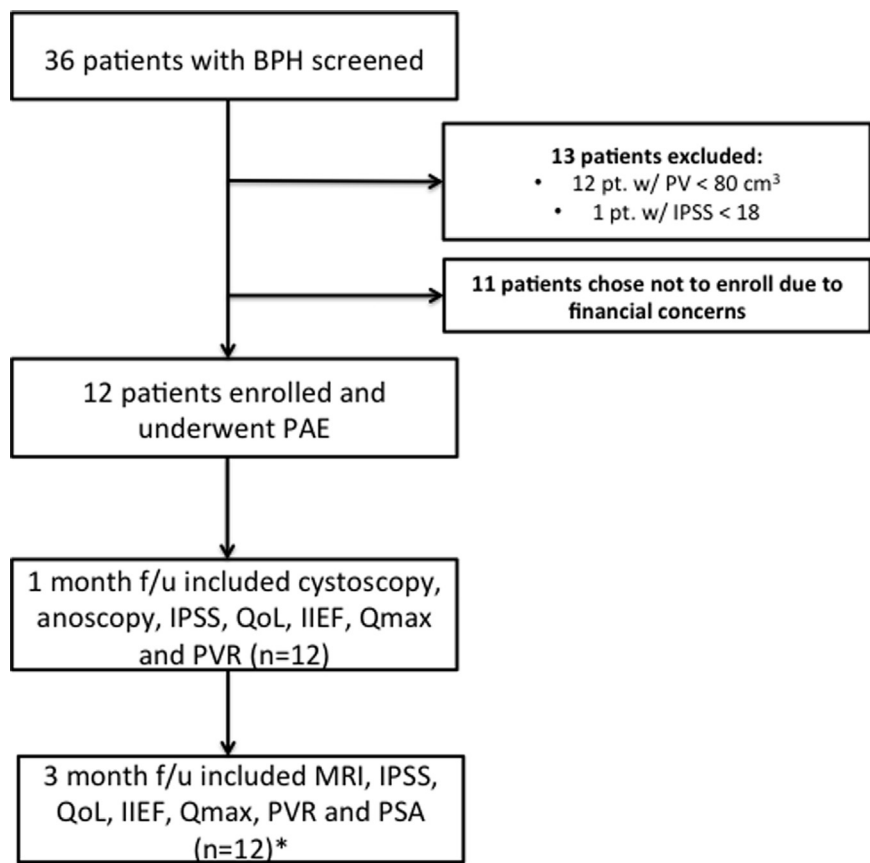 36 patients with BPH screened
13 patients excluded:
• 12 pt. w/ PV < 80 cm³
• 1 pt. w/ IPSS < 18
11 patients chose not to enroll due to
financial concerns
12 patients enrolled and
underwent PAE
1 month f/u included cystoscopy,
anoscopy, IPSS, QoL, IIEF, Qmax
and PVR (n=12)
3 month f/u included MRI, IPSS,
QoL, IIEF, Qmax, PVR and PSA
(n=12)*